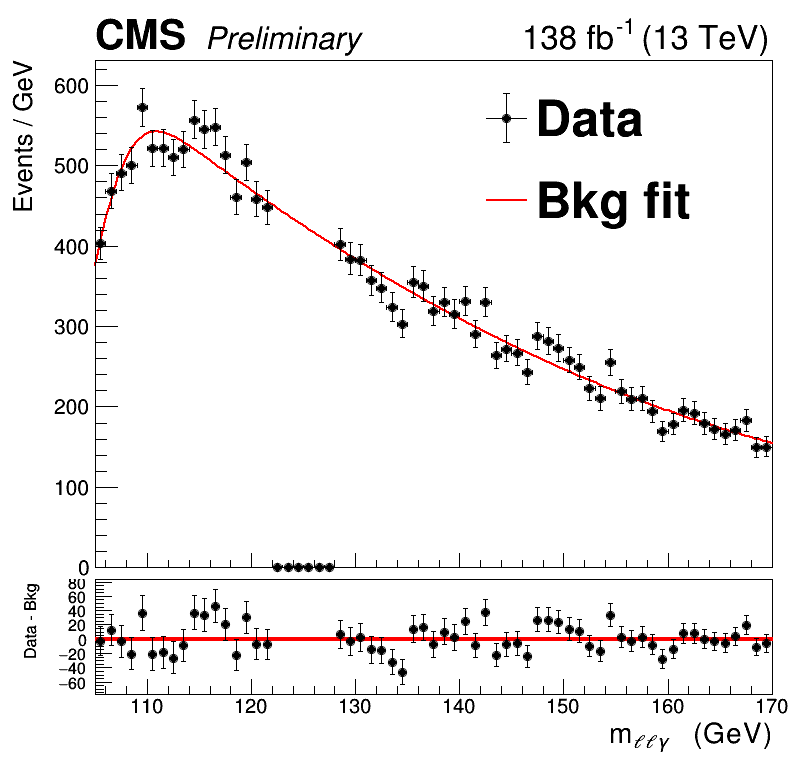 CMS Preliminary 138 fb-1 (13 TeV)
Events / GeV
600
500
400
300
200
100
0
Data
Bkg fit
Data - Bkg
80
60
40
20
0
−20
−40
−60
110 120 130 140 150 160 170
mℓℓγ (GeV)